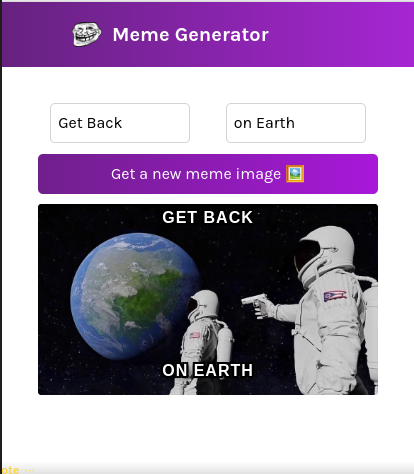 Meme Generator
Get Back
on Earth
Get a new meme image
GET BACK
ON EARTH